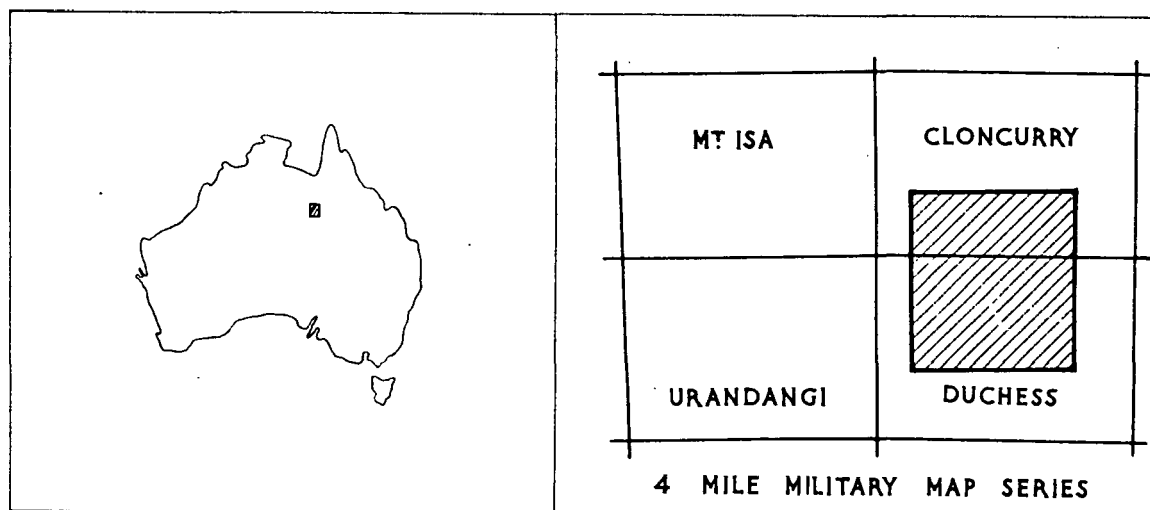 MT ISA
CLONCURRY
URANDANGI
DUCHESS
4 MILE MILITARY MAP SERIES